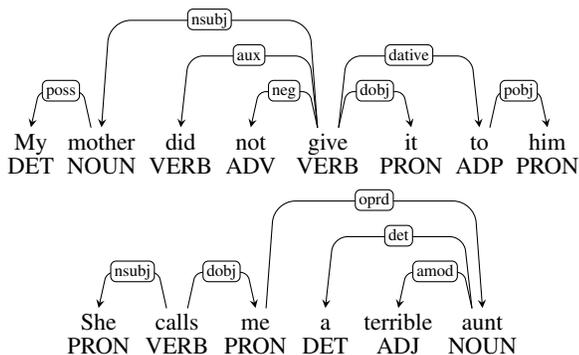 nsubj
aux dative
poss neg dobj pobj
My mother did not give it to him
DET NOUN VERB ADV VERB PRON ADP PRON
oprd
det
nsubj dobj amod
She calls me a terrible aunt
PRON VERB PRON DET ADJ NOUN